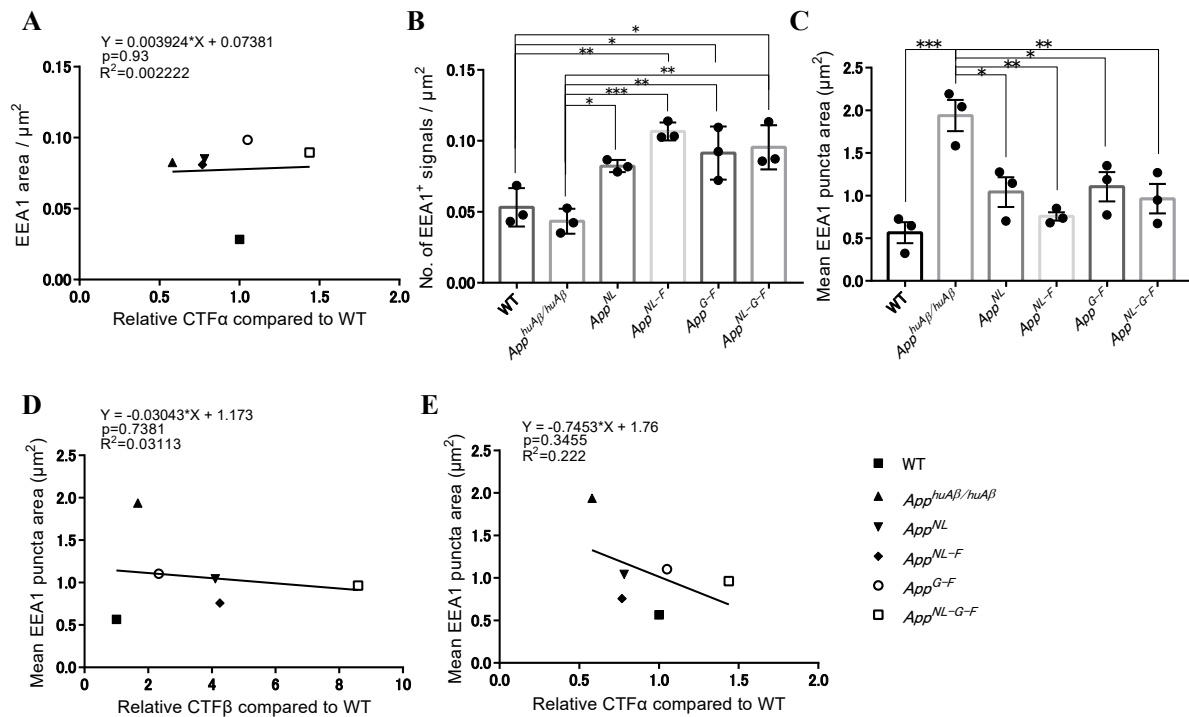 A
Y = 0.003924*X + 0.07381
p=0.93
R²=0.002222
EEA1 area / μm²
0.15
0.10
0.05
0.00
0.0 0.5 1.0 1.5 2.0
Relative CTFα compared to WT
B
*
*
**
**
**
***
*
No. of EEA1⁺ signals / μm²
0.15
0.10
0.05
0.00
WT
App^huAβ/huAβ
App^NL
App^NL-F
App^G-F
App^NL-G-F
C
*** **
*
**
*
Mean EEA1 puncta area (μm²)
2.5
2.0
1.5
1.0
0.5
0.0
WT
App^huAβ/huAβ
App^NL
App^NL-F
App^G-F
App^NL-G-F
D
Y = -0.03043*X + 1.173
p=0.7381
R²=0.03113
Mean EEA1 puncta area (μm²)
2.5
2.0
1.5
1.0
0.5
0.0
0 2 4 6 8 10
Relative CTFβ compared to WT
E
Y = -0.7453*X + 1.76
p=0.3455
R²=0.222
Mean EEA1 puncta area (μm²)
2.5
2.0
1.5
1.0
0.5
0.0
0.0 0.5 1.0 1.5 2.0
Relative CTFα compared to WT
WT
App^huAβ/huAβ
App^NL
App^NL-F
App^G-F
App^NL-G-F